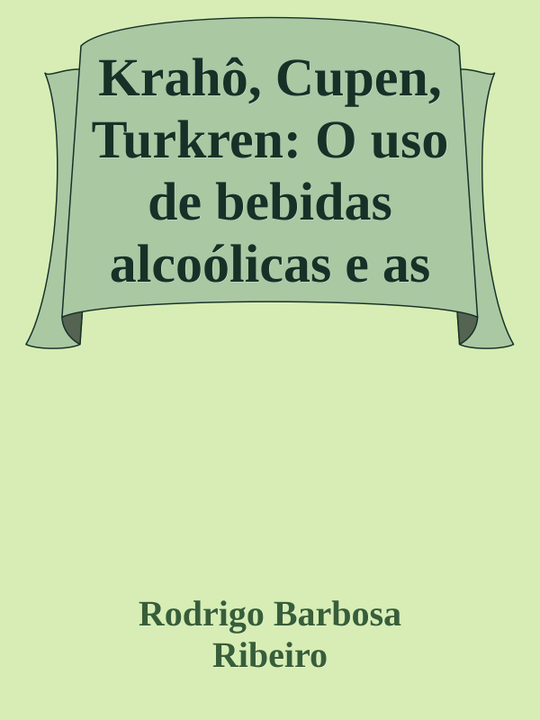 Krahô, Cupen,
Turkren: O uso
de bebidas
alcoólicas e as
Rodrigo Barbosa
Ribeiro